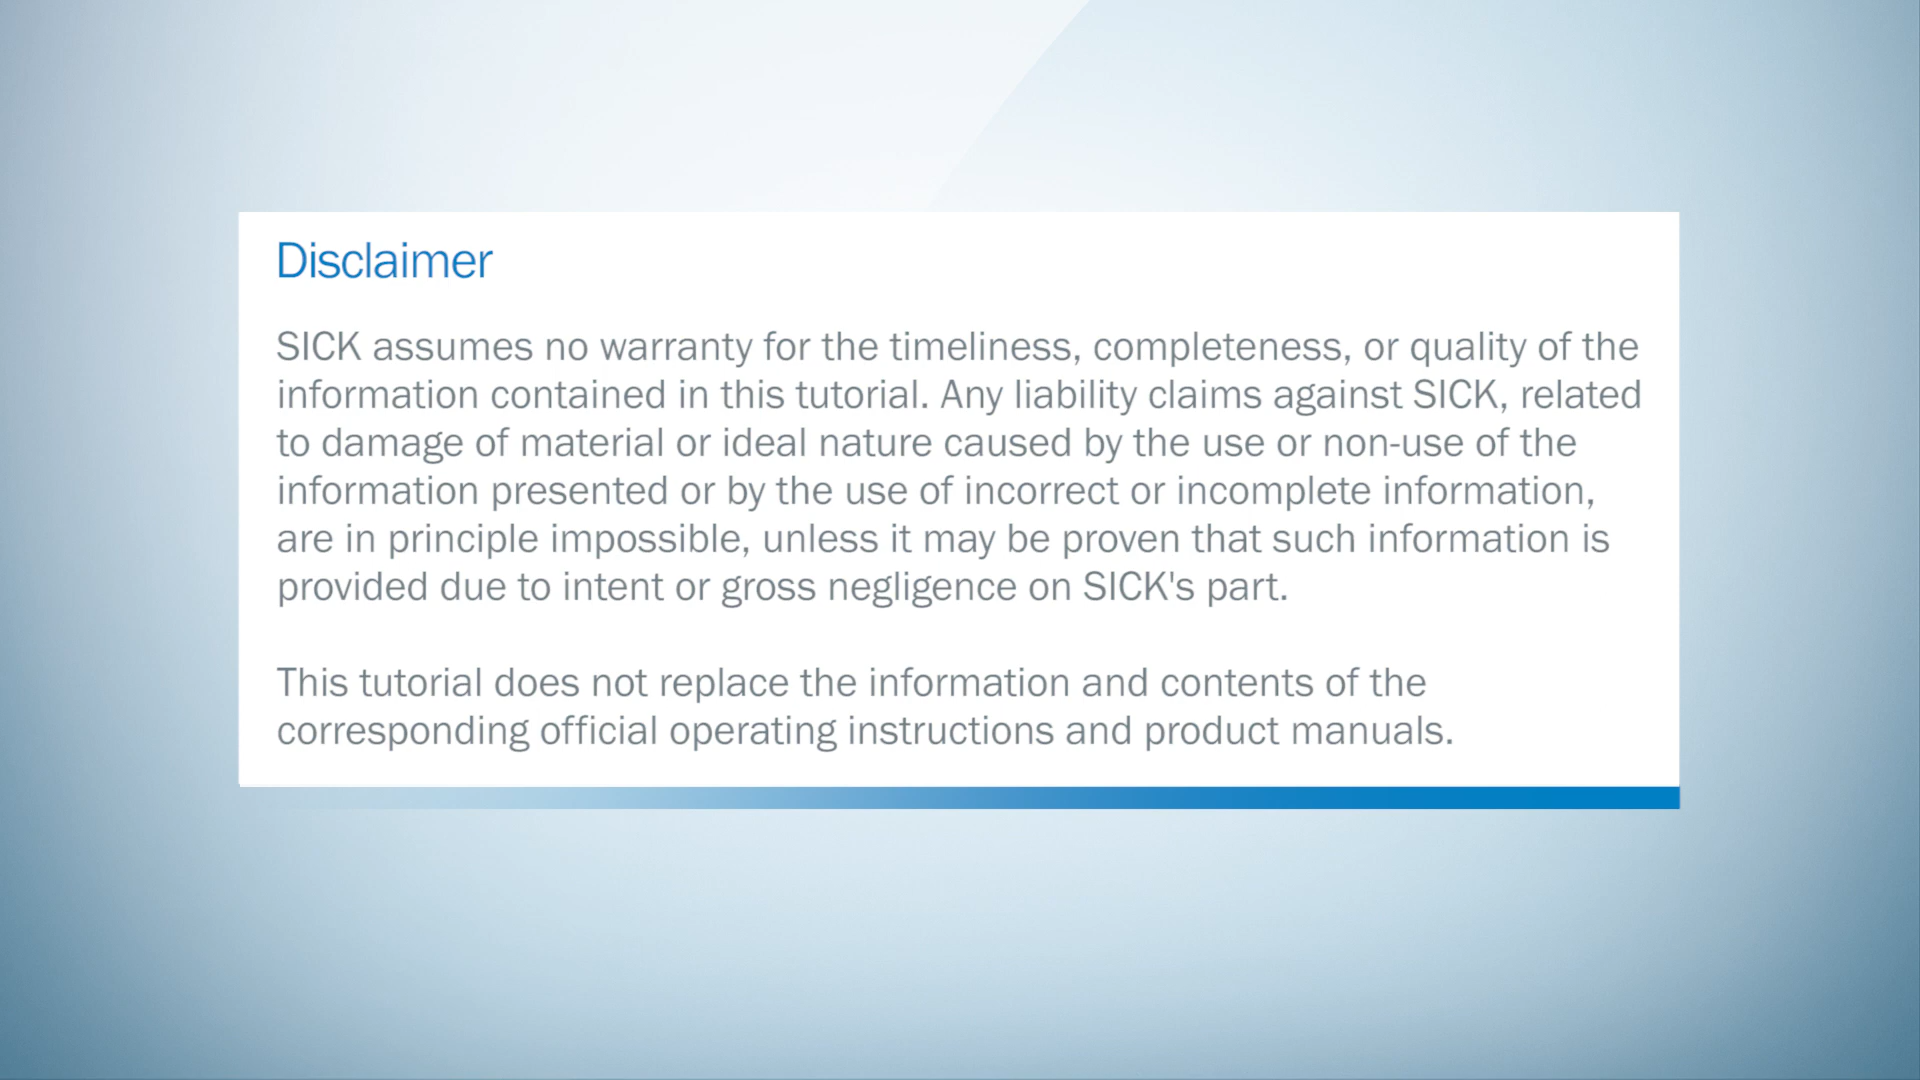 Disclaimer
SICK assumes no warranty for the timeliness, completeness, or quality of the
information contained in this tutorial. Any liability claims against SICK, related
to damage of material or ideal nature caused by the use or non-use of the
information presented or by the use of incorrect or incomplete information,
are in principle impossible, unless it may be proven that such information is
provided due to intent or gross negligence on SICK's part.
This tutorial does not replace the information and contents of the
corresponding official operating instructions and product manuals.